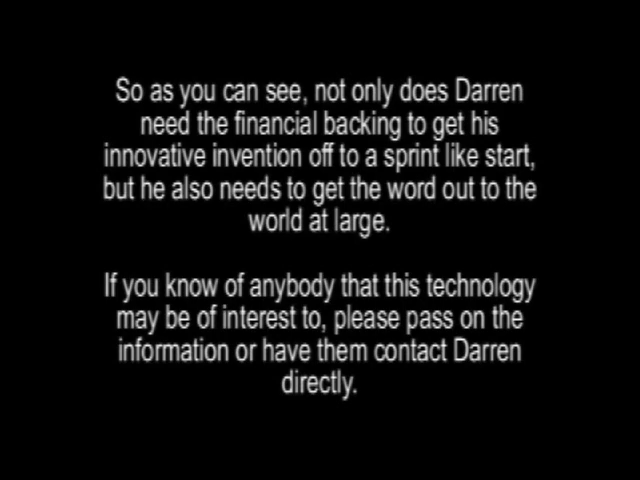 So as you can see, not only does Darren
need the financial backing to get his
innovative invention off to a sprint like start,
but he also needs to get the word out to the
world at large.
If you know of anybody that this technology
may be of interest to, please pass on the
information or have them contact Darren
directly.